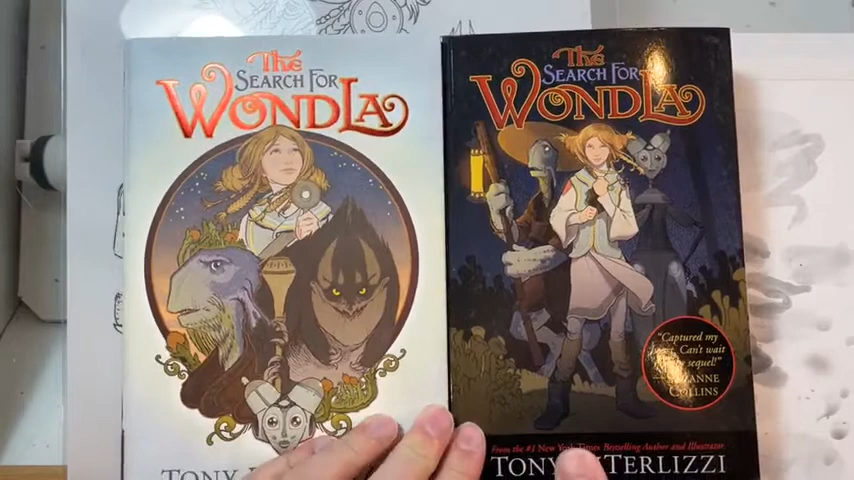 The
SEARCH FOR
WONDLA
TONY
The
SEARCH FOR
WONDLA
"Captured my
Can't wait
sequel!"
COLLINS
From the #1 New York Times Bestselling Author and Illustrator
TONY TERLIZZI